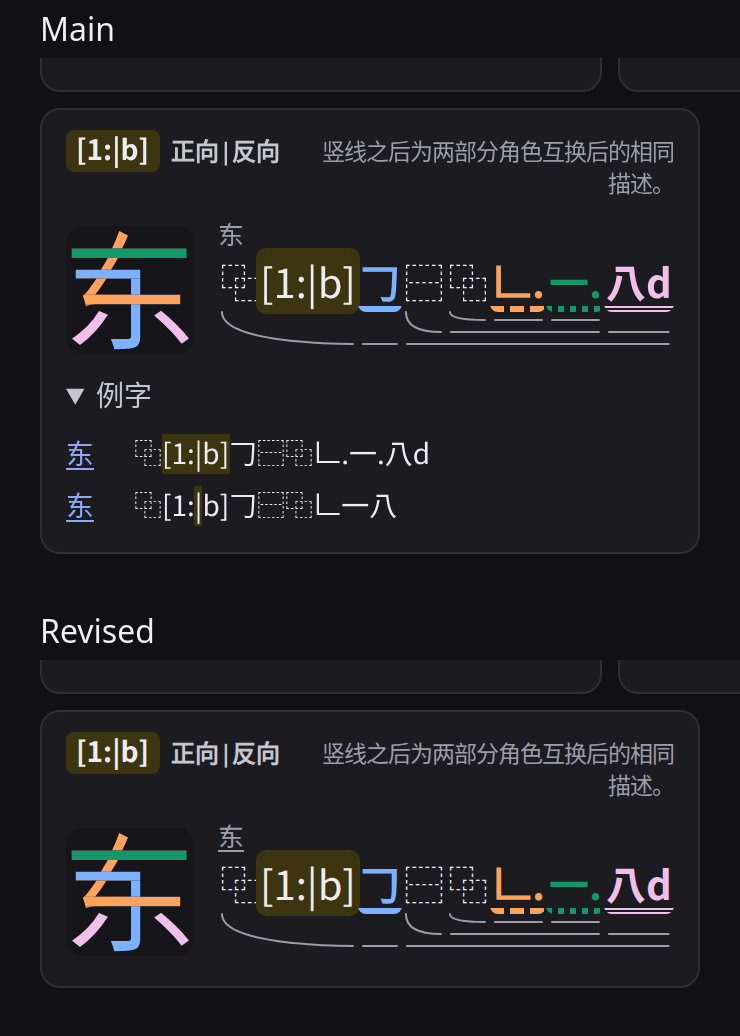 Main
[1:|b] 正向|反向 竖线之后为两部分角色互换后的相同
描述。
东
东
⿻[1:|b]㇆⿱⿻𠃊.一.八d
▼ 例字
东 ⿻[1:|b]㇆⿱⿻𠃊.一.八d
东 ⿻[1:|b]㇆⿱⿻𠃊一八
Revised
[1:|b] 正向|反向 竖线之后为两部分角色互换后的相同
描述。
东
东
⿻[1:|b]㇆⿱⿻𠃊.一.八d